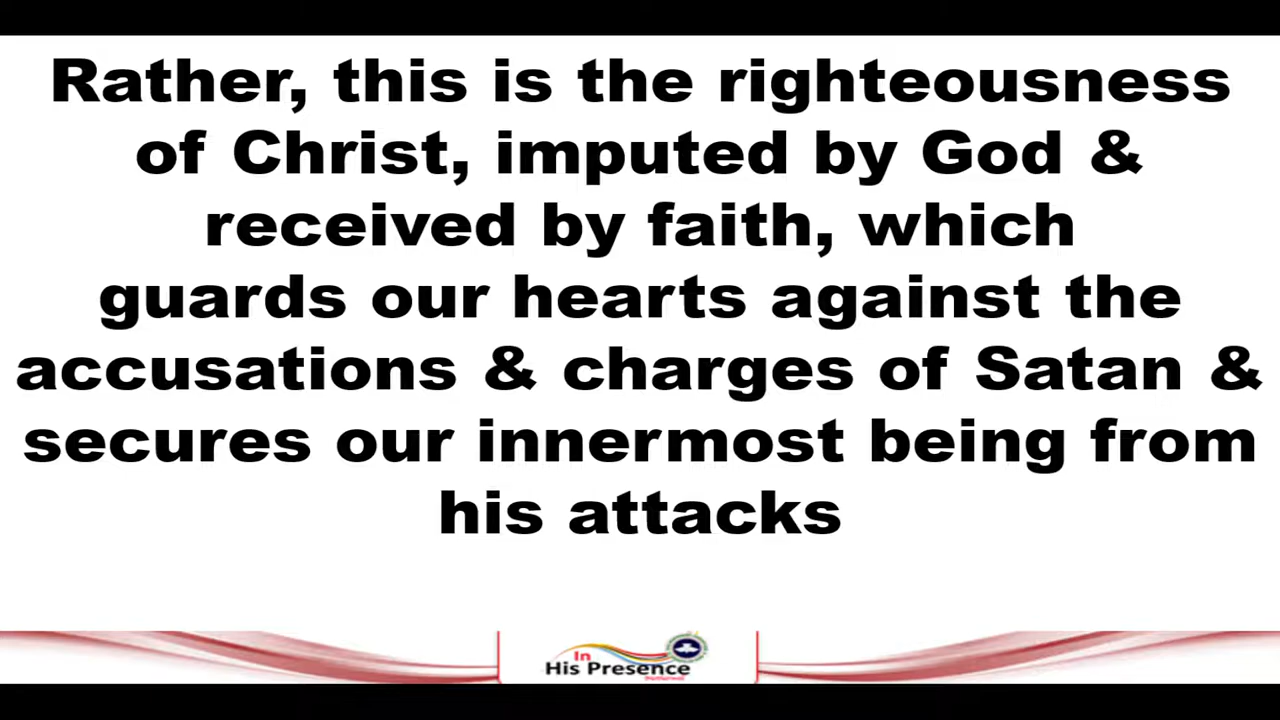 Rather, this is the righteousness
of Christ, imputed by God &
received by faith, which
guards our hearts against the
accusations & charges of Satan &
secures our innermost being from
his attacks
In
His Presence